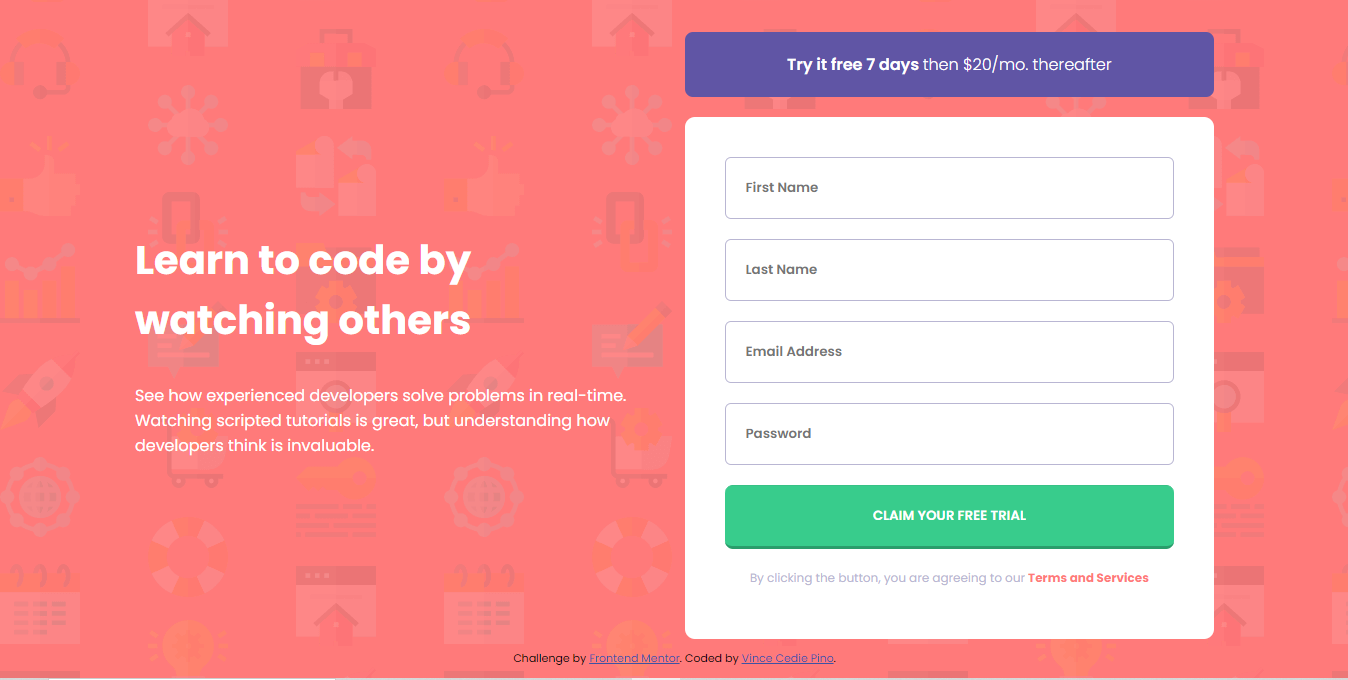 Learn to code by
watching others
See how experienced developers solve problems in real-time.
Watching scripted tutorials is great, but understanding how
developers think is invaluable.
Try it free 7 days then $20/mo. thereafter
First Name
Last Name
Email Address
Password
CLAIM YOUR FREE TRIAL
By clicking the button, you are agreeing to our Terms and Services
Challenge by Frontend Mentor. Coded by Vince Cedie Pino.